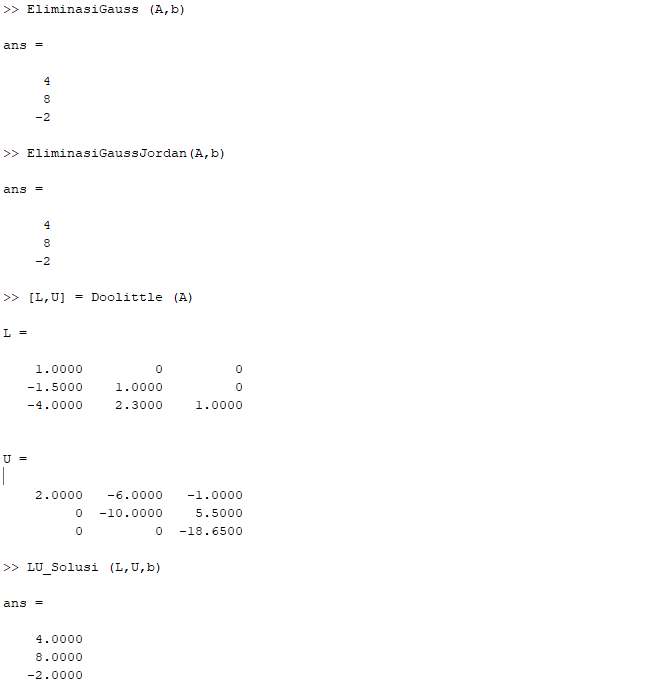 >> EliminasiGauss (A,b)
ans =
4
8
-2
>> EliminasiGaussJordan(A,b)
ans =
4
8
-2
>> [L,U] = Doolittle (A)
L =
1.0000 0 0
-1.5000 1.0000 0
-4.0000 2.3000 1.0000
U =
2.0000 -6.0000 -1.0000
0 -10.0000 5.5000
0 0 -18.6500
>> LU_Solusi (L,U,b)
ans =
4.0000
8.0000
-2.0000